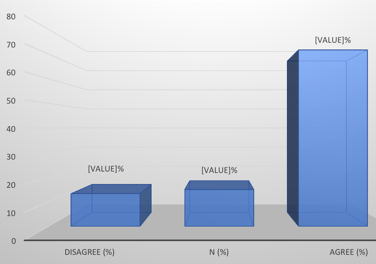 80
[VALUE]%
70
60
50
40
30
[VALUE]%
[VALUE]%
20
10
0
DISAGREE (%)
N (%)
AGREE (%)